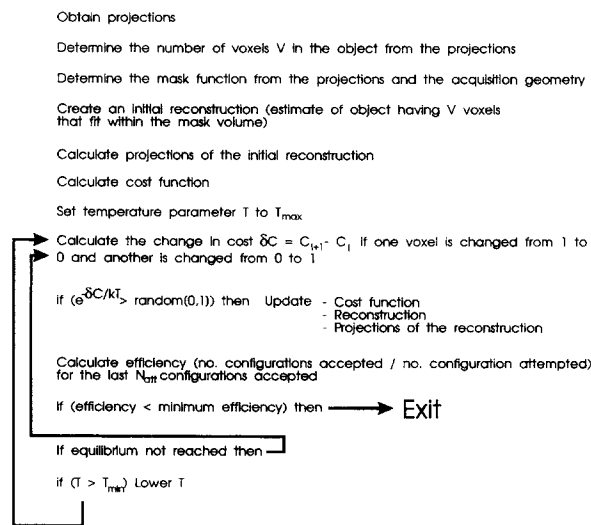 Obtain projections
Determine the number of voxels V in the object from the projections
Determine the mask function from the projections and the acquisition geometry
Create an initial reconstruction (estimate of object having V voxels
that fit within the mask volume)
Calculate projections of the initial reconstruction
Calculate cost function
Set temperature parameter T to Tmax
Calculate the change in cost δC = Ci+1- Ci if one voxel is changed from 1 to
0 and another is changed from 0 to 1
if (e-δC/kT> random(0,1)) then Update - Cost function
- Reconstruction
- Projections of the reconstruction
Calculate efficiency (no. configurations accepted / no. configuration attempted)
for the last Natt configurations accepted
if (efficiency < minimum efficiency) then Exit
If equilibrium not reached then
if (T > Tmin) Lower T